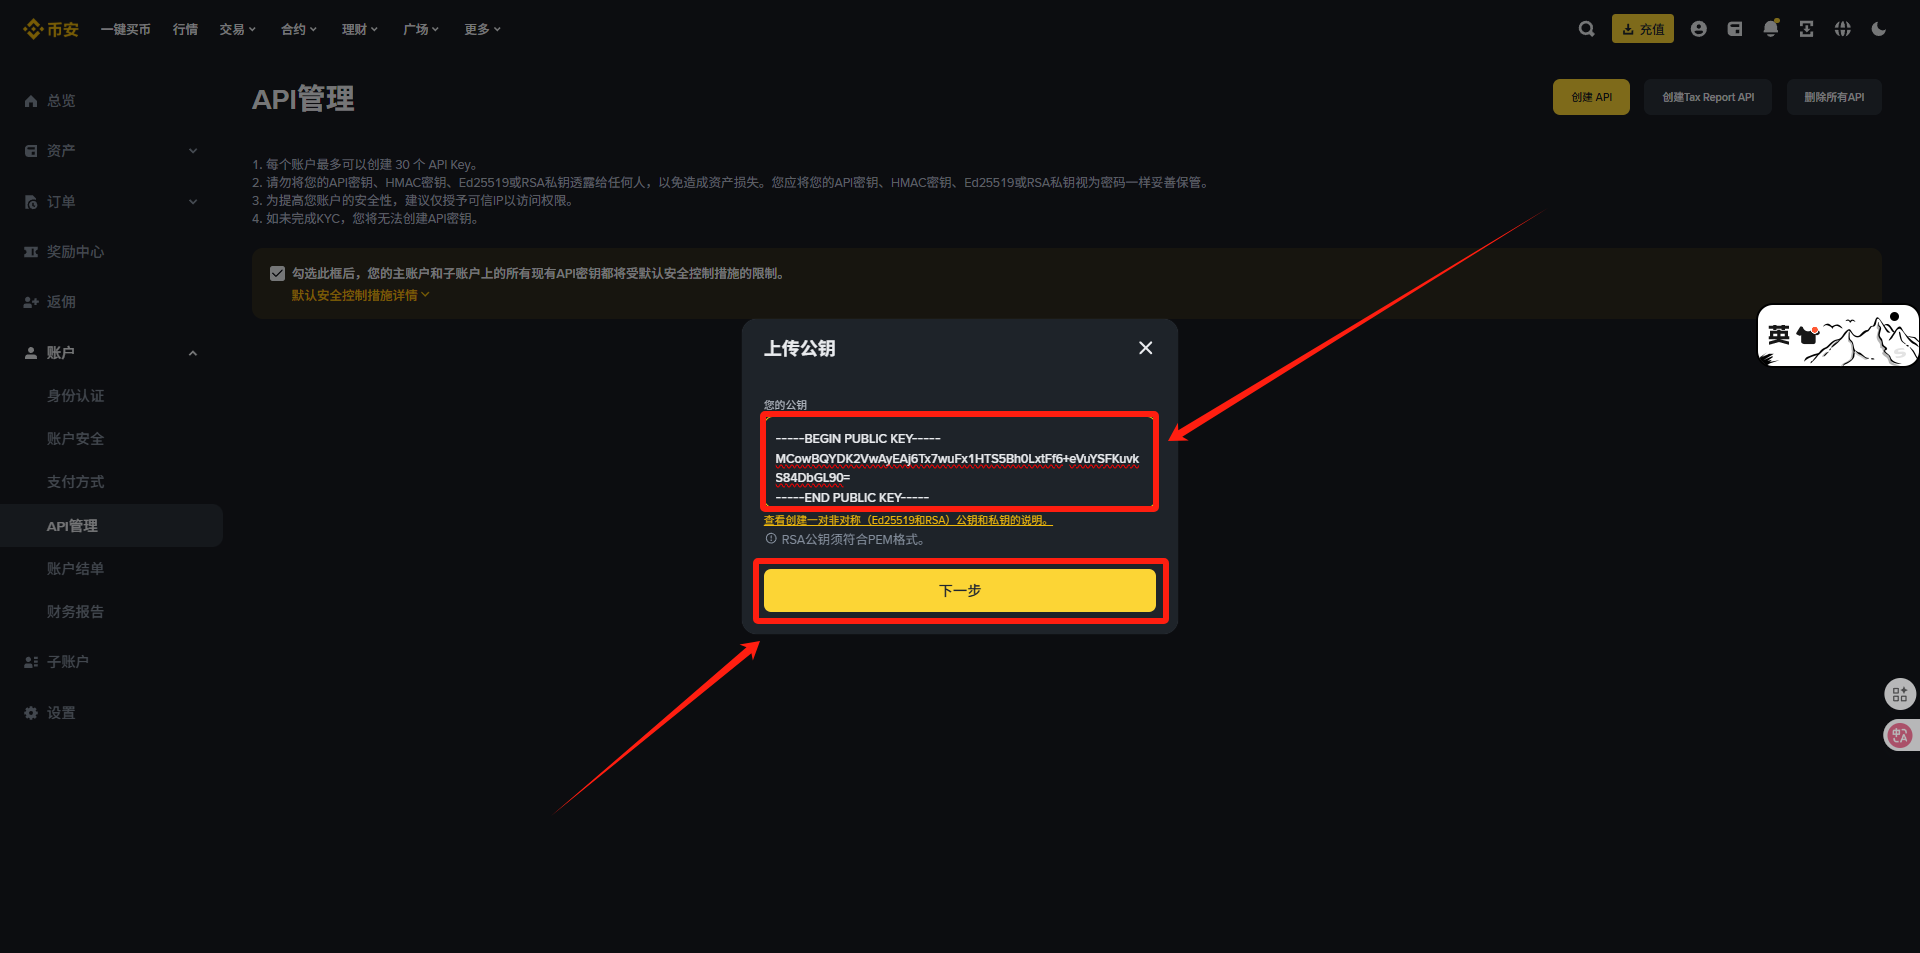 币安 一键买币 行情 交易 合约 理财 广场 更多 充值
总览
资产
订单
奖励中心
返佣
账户
身份认证
账户安全
支付方式
API管理
账户结单
财务报告
子账户
设置
API管理
创建 API 创建Tax Report API 删除所有API
1. 每个账户最多可以创建 30 个 API Key。
2. 请勿将您的API密钥、HMAC密钥、Ed25519或RSA私钥透露给任何人，以免造成资产损失。您应将您的API密钥、HMAC密钥、Ed25519或RSA私钥视为密码一样妥善保管。
3. 为提高您账户的安全性，建议仅授予可信IP以访问权限。
4. 如未完成KYC，您将无法创建API密钥。
勾选此框后，您的主账户和子账户上的所有现有API密钥都将受默认安全控制措施的限制。
默认安全控制措施详情
上传公钥
您的公钥
-----BEGIN PUBLIC KEY-----
MCowBQYDK2VwAyEAj6Tx7wuFx1HTS5Bh0LxtFf6+eVuYSFKuvk
S84DbGL90=
-----END PUBLIC KEY-----
查看创建一对非对称（Ed25519和RSA）公钥和私钥的说明。
RSA公钥须符合PEM格式。
下一步
英
中A